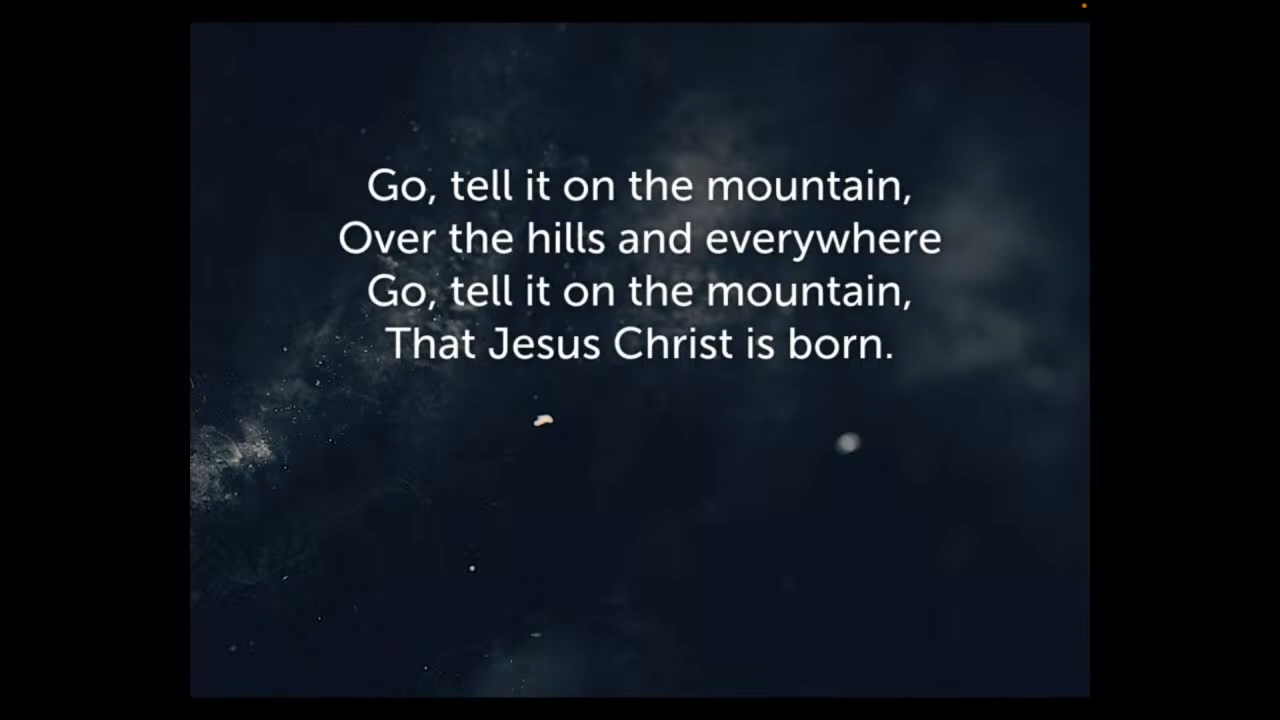 Go, tell it on the mountain,
Over the hills and everywhere
Go, tell it on the mountain,
That Jesus Christ is born.